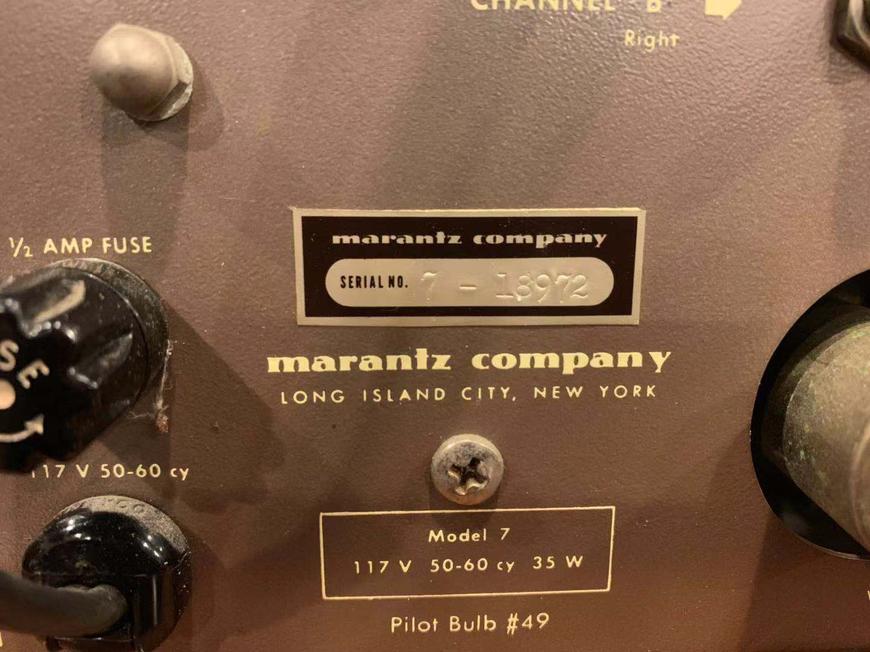 CHANNEL B
Right
1/2 AMP FUSE
marantz company
SERIAL NO. 7 - 18972
marantz company
LONG ISLAND CITY, NEW YORK
117 V 50-60 cy
Model 7
117 V 50-60 cy 35 W
Pilot Bulb #49